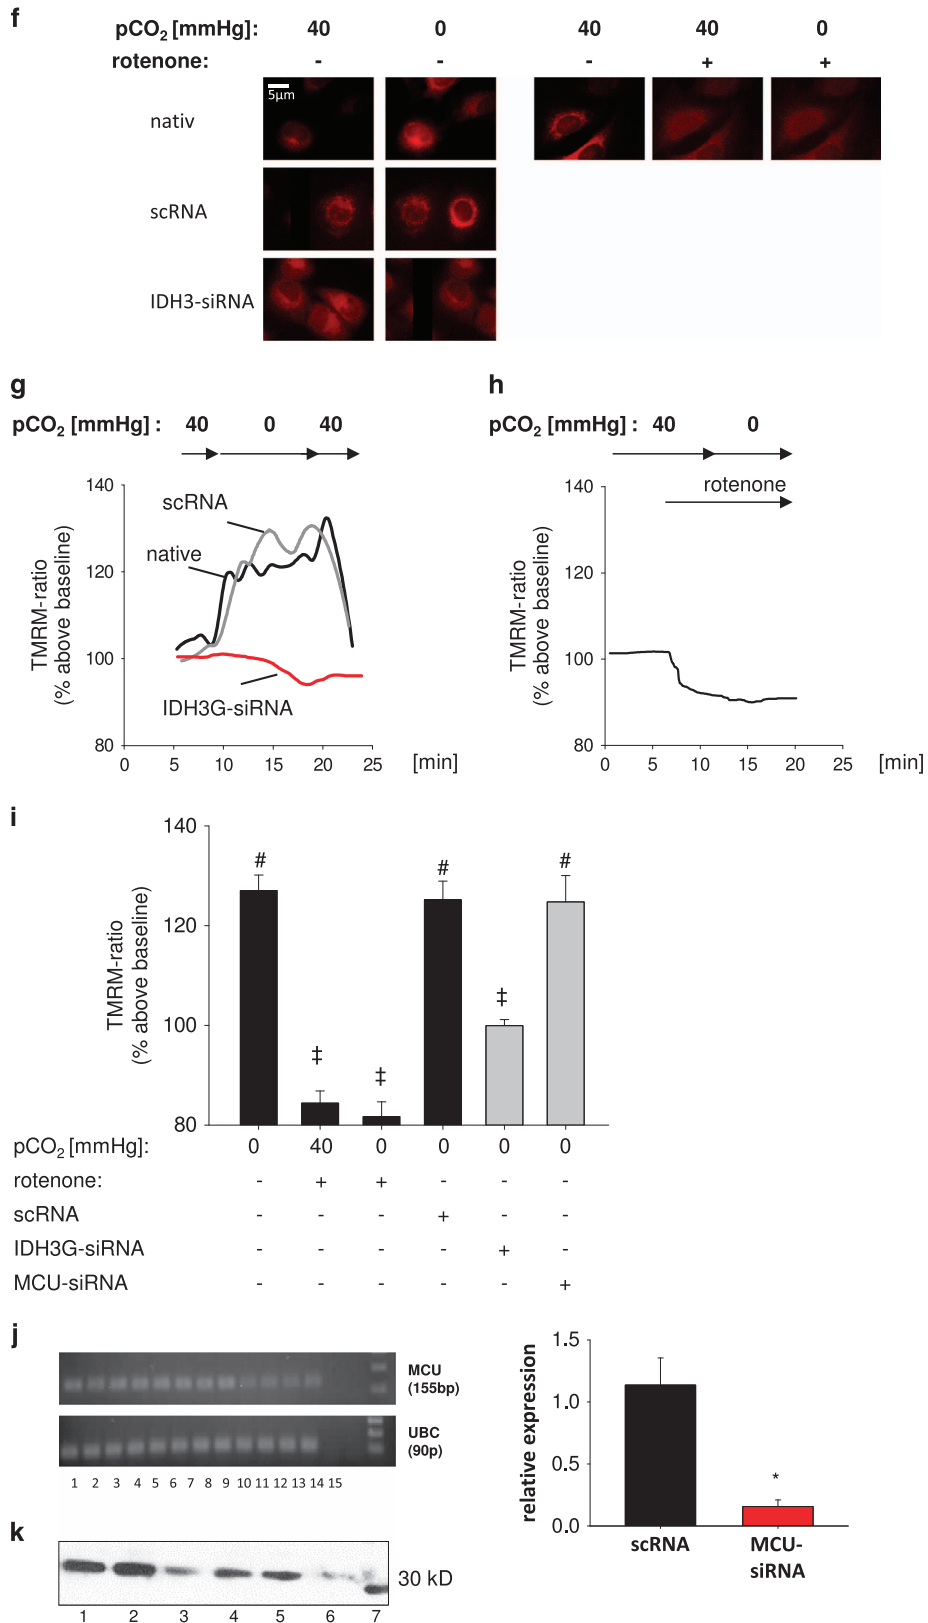 f
pCO2 [mmHg]: 40 0 40 40 0
rotenone: - - - + +
5µm
nativ
scRNA
IDH3-siRNA
g
pCO2 [mmHg] : 40 0 40
140
120
100
80
TMRM-ratio
(% above baseline)
scRNA
native
IDH3G-siRNA
0 5 10 15 20 25 [min]
h
pCO2 [mmHg] : 40 0
rotenone
140
120
100
80
TMRM-ratio
(% above baseline)
0 5 10 15 20 25 [min]
i
140
120
100
80
TMRM-ratio
(% above baseline)
# ‡ ‡ # ‡ #
pCO2 [mmHg]: 0 40 0 0 0 0
rotenone: - + + - - -
scRNA - - - + - -
IDH3G-siRNA - - - - + -
MCU-siRNA - - - - - +
j
MCU
(155bp)
UBC
(90p)
1 2 3 4 5 6 7 8 9 10 11 12 13 14 15
relative expression
1.5
1.0
0.5
0.0
*
scRNA MCU-
siRNA
k
30 kD
1 2 3 4 5 6 7